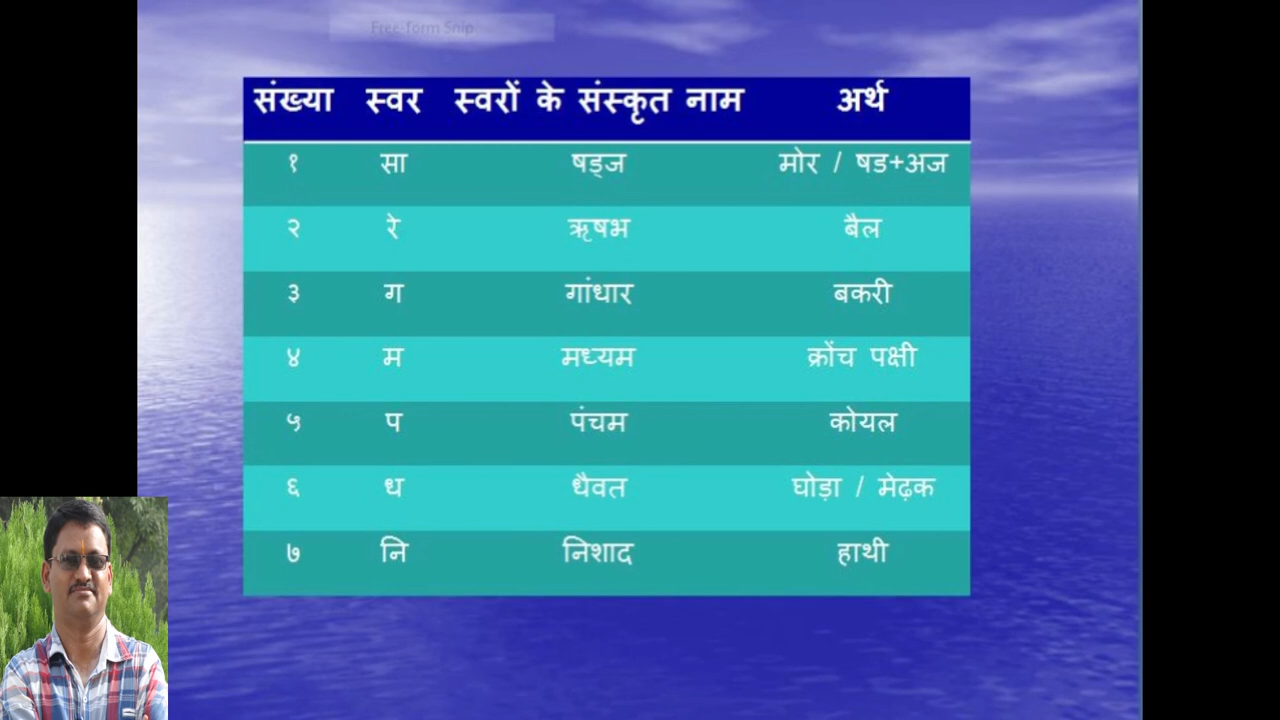 Free-form Snip
संख्या स्वर स्वरों के संस्कृत नाम अर्थ
१ सा षड्ज मोर / षड+अज
२ रे ऋषभ बैल
३ ग गांधार बकरी
४ म मध्यम क्रोंच पक्षी
५ प पंचम कोयल
६ ध धैवत घोड़ा / मेढ़क
७ नि निशाद हाथी